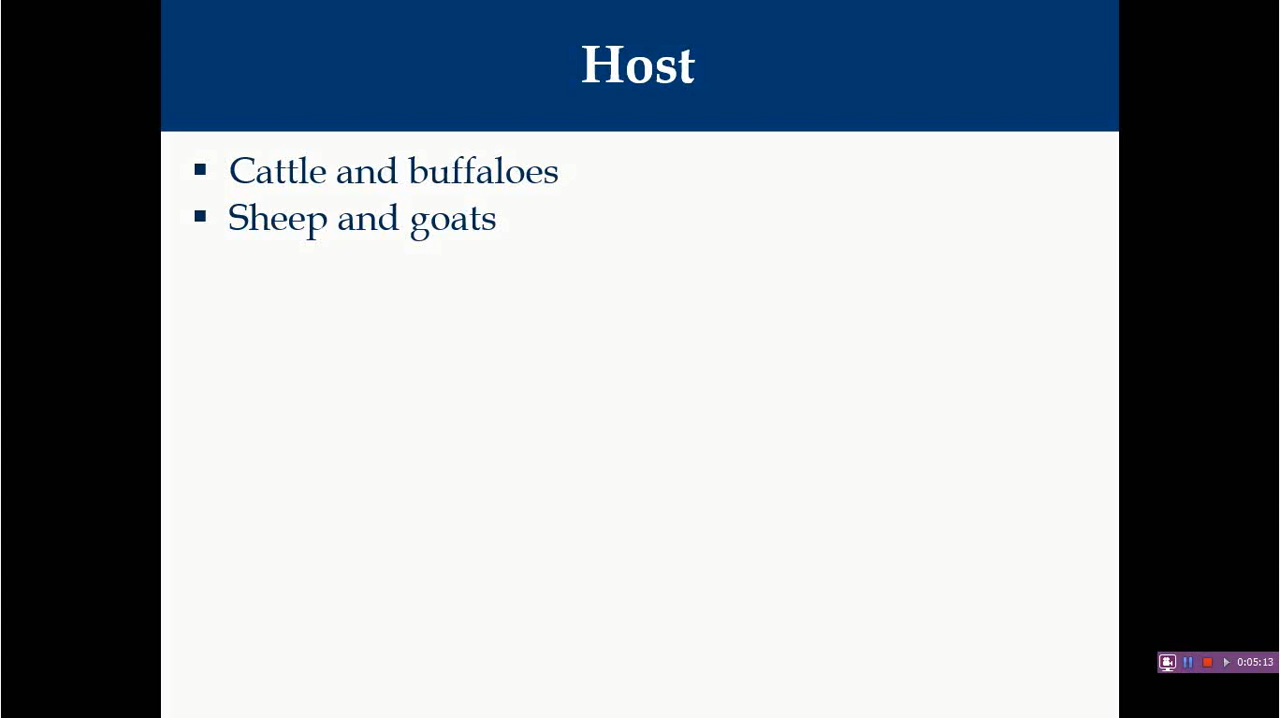 Host
▪ Cattle and buffaloes
▪ Sheep and goats
0:05:13